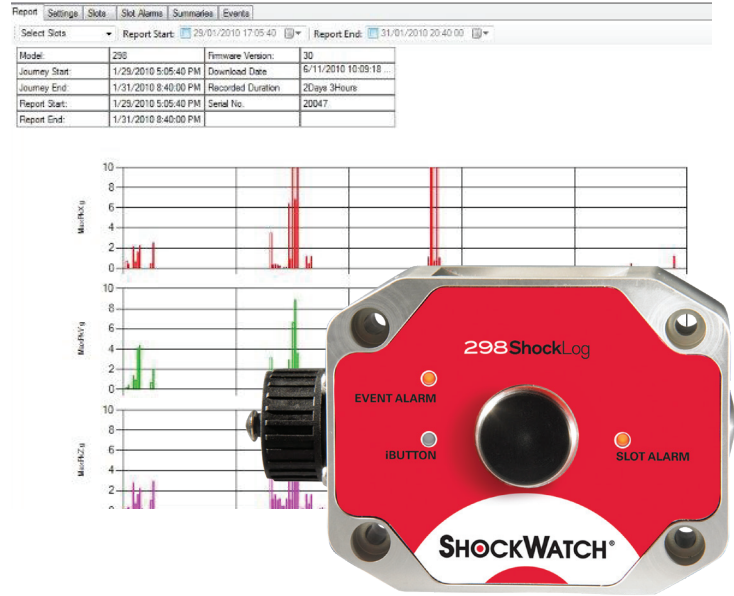 Report Settings Slots Slot Alarms Summaries Events
Select Slots Report Start: 29/01/2010 17:05:40 Report End: 31/01/2010 20:40:00
Model: 298 Firmware Version: 30
Journey Start: 1/29/2010 5:05:40 PM Download Date 6/11/2010 10:09:18 ...
Journey End: 1/31/2010 8:40:00 PM Recorded Duration 2Days 3Hours
Report Start: 1/29/2010 5:05:40 PM Serial No. 20047
Report End: 1/31/2010 8:40:00 PM
MaxPkX g
10
8
6
4
2
0
MaxPkY g
10
8
6
4
2
0
MaxPkZ g
10
8
6
4
2
0
298ShockLog
EVENT ALARM
iBUTTON
SLOT ALARM
SHOCKWATCH®